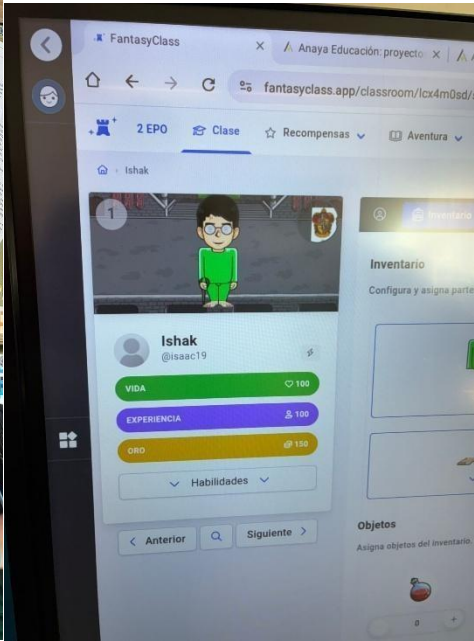 FantasyClass
Anaya Educación: proyecto
fantasyclass.app/classroom/lcx4m0sd/
2 EPO
Clase
Recompensas
Aventura
Ishak
1
Inventario
Inventario
Configura y asigna parte
Ishak
@isaac19
VIDA 100
EXPERIENCIA 100
ORO 150
Habilidades
Anterior
Siguiente
Objetos
Asigna objetos del inventario.
0 +